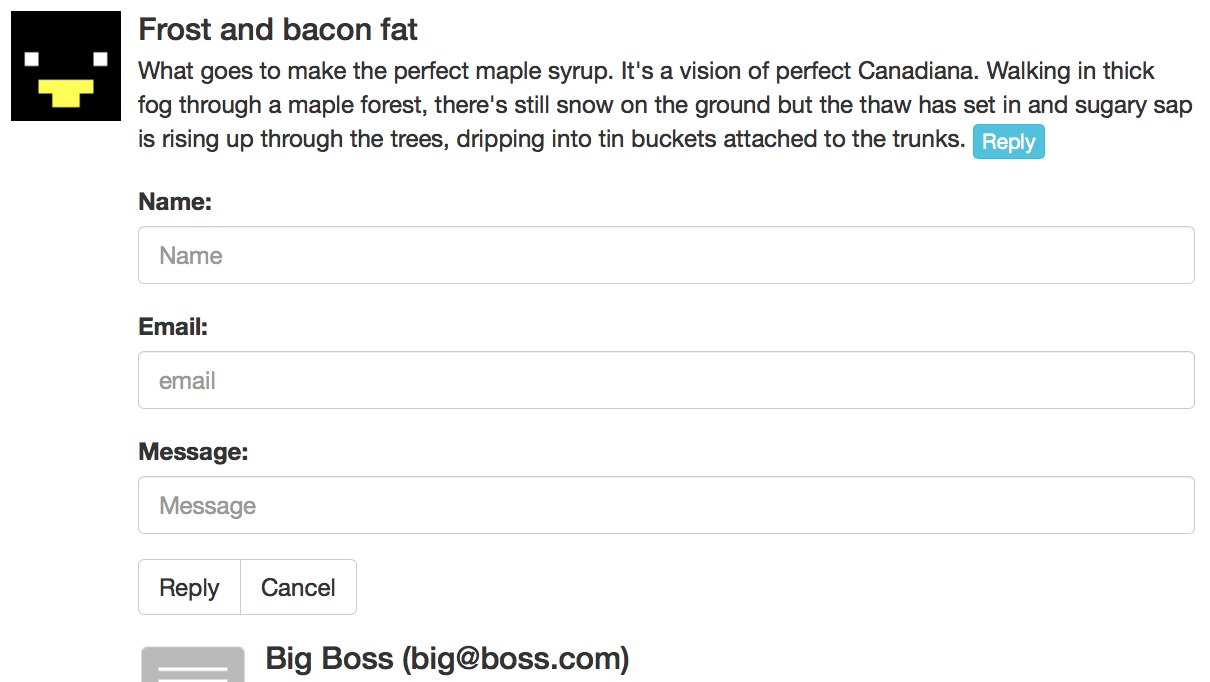 Frost and bacon fat
What goes to make the perfect maple syrup. It's a vision of perfect Canadiana. Walking in thick
fog through a maple forest, there's still snow on the ground but the thaw has set in and sugary sap
is rising up through the trees, dripping into tin buckets attached to the trunks. Reply
Name:
Name
Email:
email
Message:
Message
Reply Cancel
Big Boss (big@boss.com)